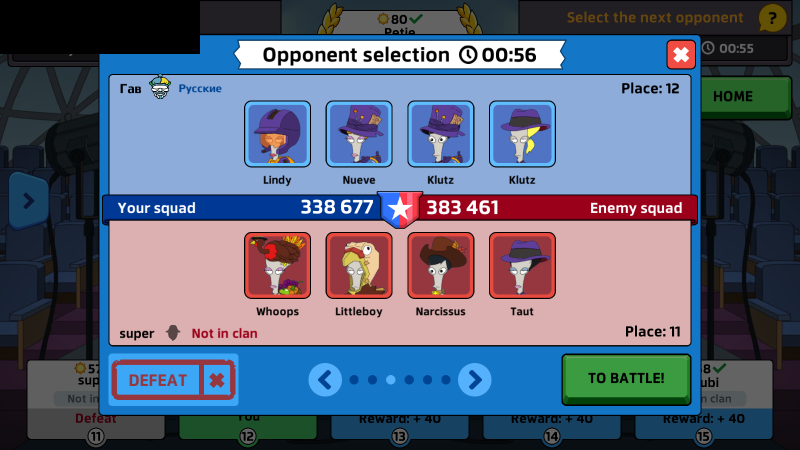 80
Petie
Select the next opponent
?
Opponent selection 00:56
00:55
Гав Русские
Place: 12
HOME
Lindy
Nueve
Klutz
Klutz
Your squad 338 677 383 461 Enemy squad
Whoops
Littleboy
Narcissus
Taut
super Not in clan
Place: 11
DEFEAT
TO BATTLE!
Not in
clan
Defeat
You
Reward: + 40
Reward: + 40
Reward: + 40
11
12
13
14
15